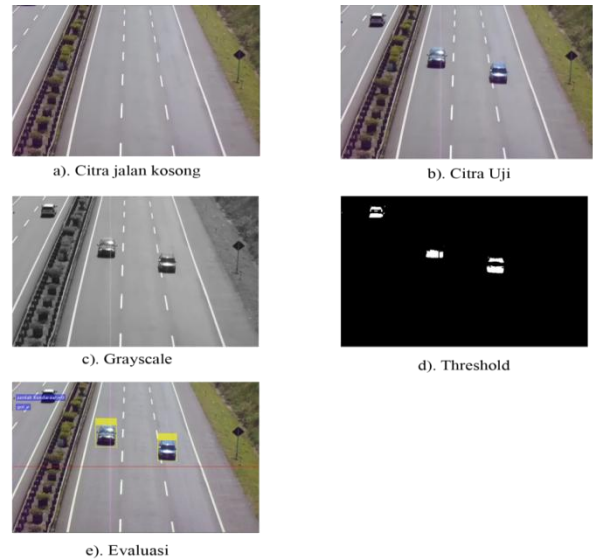 a). Citra jalan kosong
b). Citra Uji
c). Grayscale
d). Threshold
e). Evaluasi